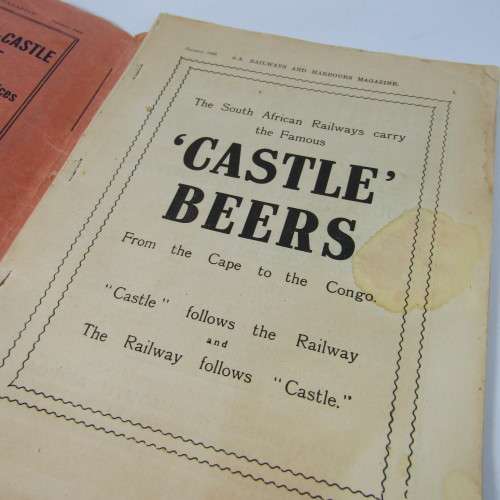 -CASTLE
ices
S.A. RAILWAYS AND HARBOURS MAGAZINE.
The South African Railways carry
the Famous
'CASTLE'
BEERS
From the Cape to the Congo.
"Castle" follows the Railway
and
The Railway follows "Castle."